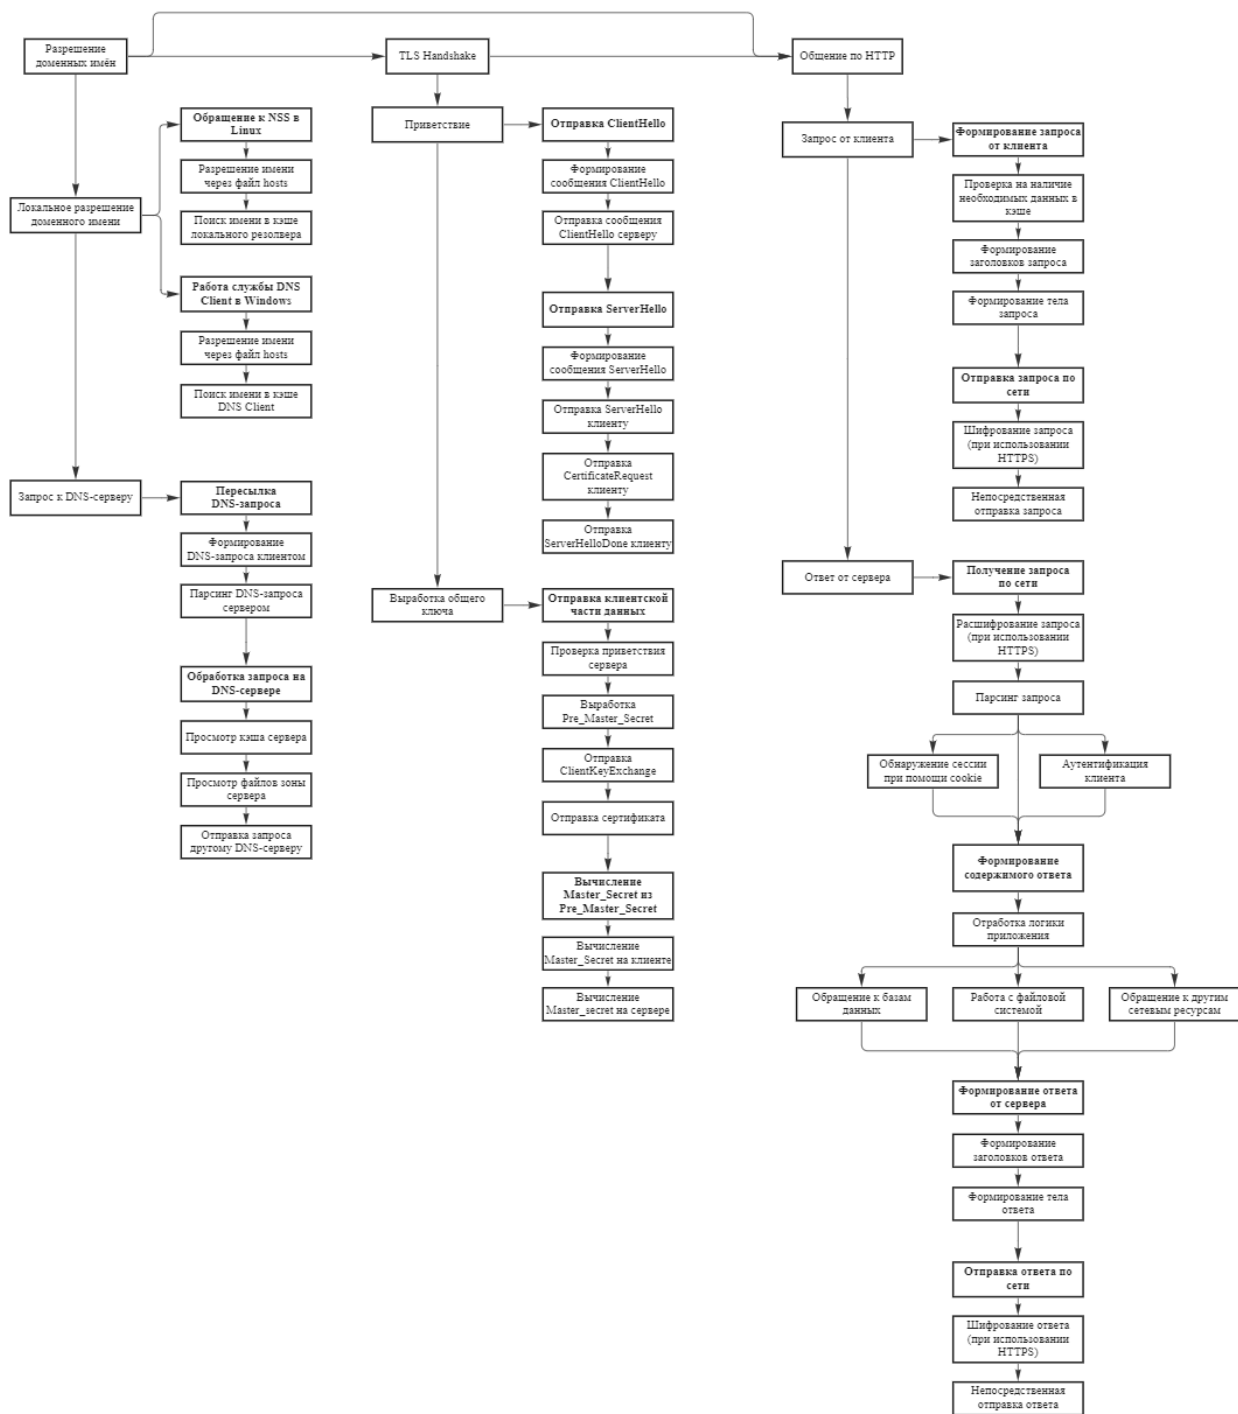 Разрешение
доменных имён
TLS Handshake
Общение по HTTP
Обращение к NSS в
Linux
Разрешение имени
через файл hosts
Поиск имени в кэше
локального резолвера
Локальное разрешение
доменного имени
Работа службы DNS
Client в Windows
Разрешение имени
через файл hosts
Поиск имени в кэше
DNS Client
Запрос к DNS-серверу
Пересылка
DNS-запроса
Формирование
DNS-запроса клиентом
Парсинг DNS-запроса
сервером
Обработка запроса на
DNS-сервере
Просмотр кэша сервера
Просмотр файлов зоны
сервера
Отправка запроса
другому DNS-серверу
Приветствие
Отправка ClientHello
Формирование
сообщения ClientHello
Отправка сообщения
ClientHello серверу
Отправка ServerHello
Формирование
сообщения ServerHello
Отправка ServerHello
клиенту
Отправка
CertificateRequest
клиенту
Отправка
ServerHelloDone клиенту
Выработка общего
ключа
Отправка клиентской
части данных
Проверка приветствия
сервера
Выработка
Pre_Master_Secret
Отправка
ClientKeyExchange
Отправка сертификата
Вычисление
Master_Secret из
Pre_Master_Secret
Вычисление
Master_Secret на клиенте
Вычисление
Master_secret на сервере
Запрос от клиента
Формирование запроса
от клиента
Проверка на наличие
необходимых данных в
кэше
Формирование
заголовков запроса
Формирование тела
запроса
Отправка запроса по
сети
Шифрование запроса
(при использовании
HTTPS)
Непосредственная
отправка запроса
Ответ от сервера
Получение запроса
по сети
Расшифрование запроса
(при использовании
HTTPS)
Парсинг запроса
Обнаружение сессии
при помощи cookie
Аутентификация
клиента
Формирование
содержимого ответа
Отработка логики
приложения
Обращение к базам
данных
Работа с файловой
системой
Обращение к другим
сетевым ресурсам
Формирование ответа
от сервера
Формирование
заголовков ответа
Формирование тела
ответа
Отправка ответа по
сети
Шифрование ответа
(при использовании
HTTPS)
Непосредственная
отправка ответа